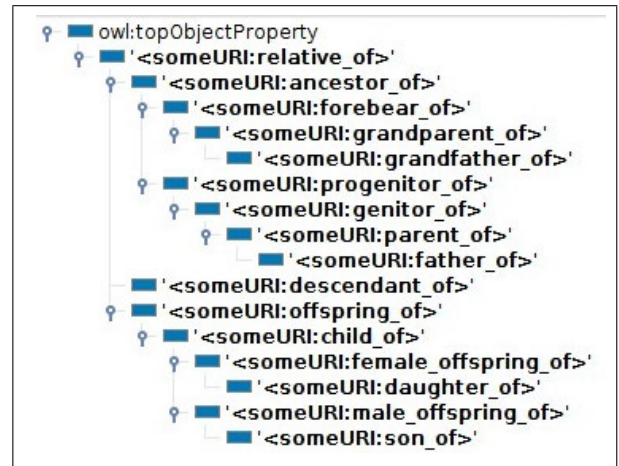 owl:topObjectProperty
'<someURI:relative_of>'
'<someURI:ancestor_of>'
'<someURI:forebear_of>'
'<someURI:grandparent_of>'
'<someURI:grandfather_of>'
'<someURI:progenitor_of>'
'<someURI:genitor_of>'
'<someURI:parent_of>'
'<someURI:father_of>'
'<someURI:descendant_of>'
'<someURI:offspring_of>'
'<someURI:child_of>'
'<someURI:female_offspring_of>'
'<someURI:daughter_of>'
'<someURI:male_offspring_of>'
'<someURI:son_of>'